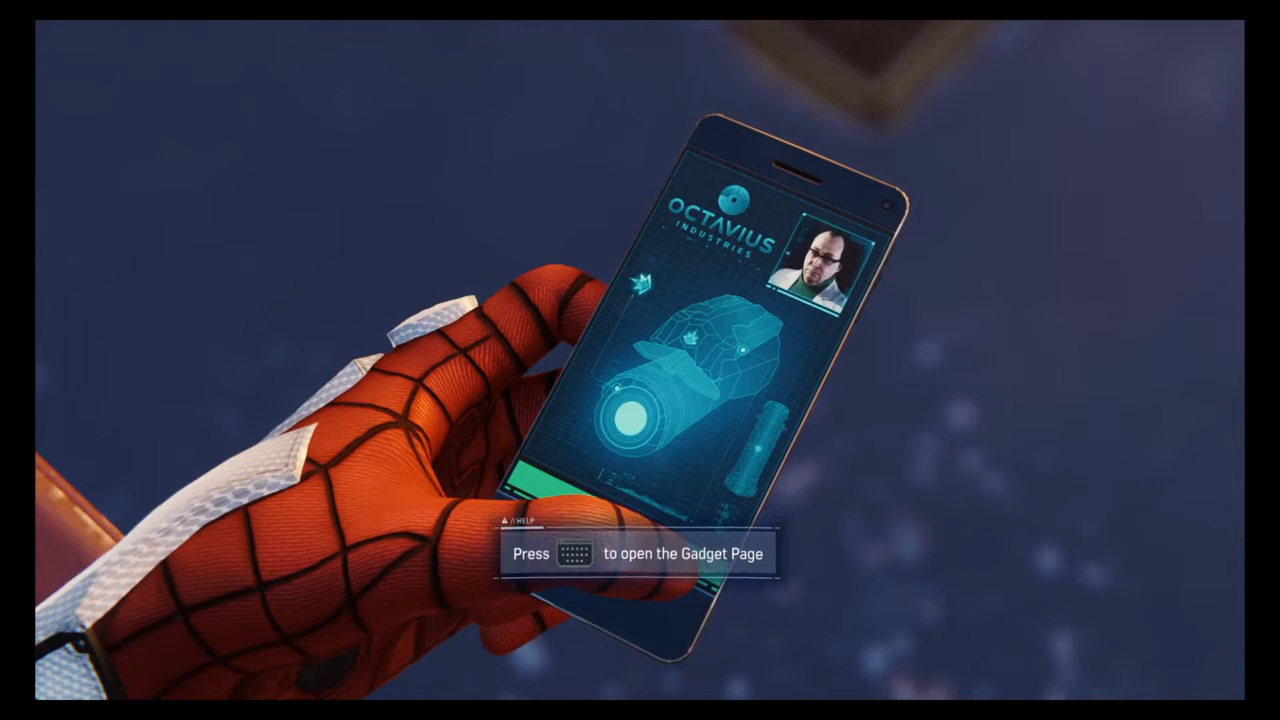 OCTAVIUS
INDUSTRIES
//HELP
Press to open the Gadget Page